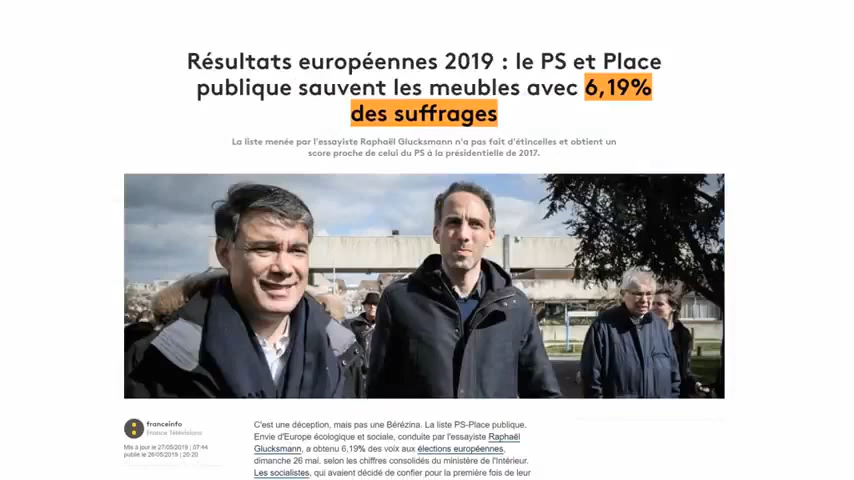 Résultats européennes 2019 : le PS et Place
publique sauvent les meubles avec 6,19%
des suffrages
La liste menée par l'essayiste Raphaël Glucksmann n'a pas fait d'étincelles et obtient un
score proche de celui du PS à la présidentielle de 2017.
franceinfo
France Télévisions
Mis à jour le 27/05/2019 | 07:44
publié le 26/05/2019 | 20:20
C'est une déception, mais pas une Bérézina. La liste PS-Place publique.
Envie d'Europe écologique et sociale, conduite par l'essayiste Raphaël
Glucksmann, a obtenu 6,19% des voix aux élections européennes,
dimanche 26 mai, selon les chiffres consolidés du ministère de l'Intérieur.
Les socialistes, qui avaient décidé de confier pour la première fois de leur